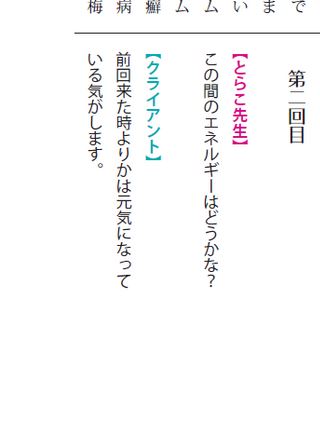 で
ま
い
ム
ム
癬
病
梅
第二回目
【とらこ先生】
この間のエネルギーはどうかな？
【クライアント】
前回来た時よりかは元気になって
いる気がします。